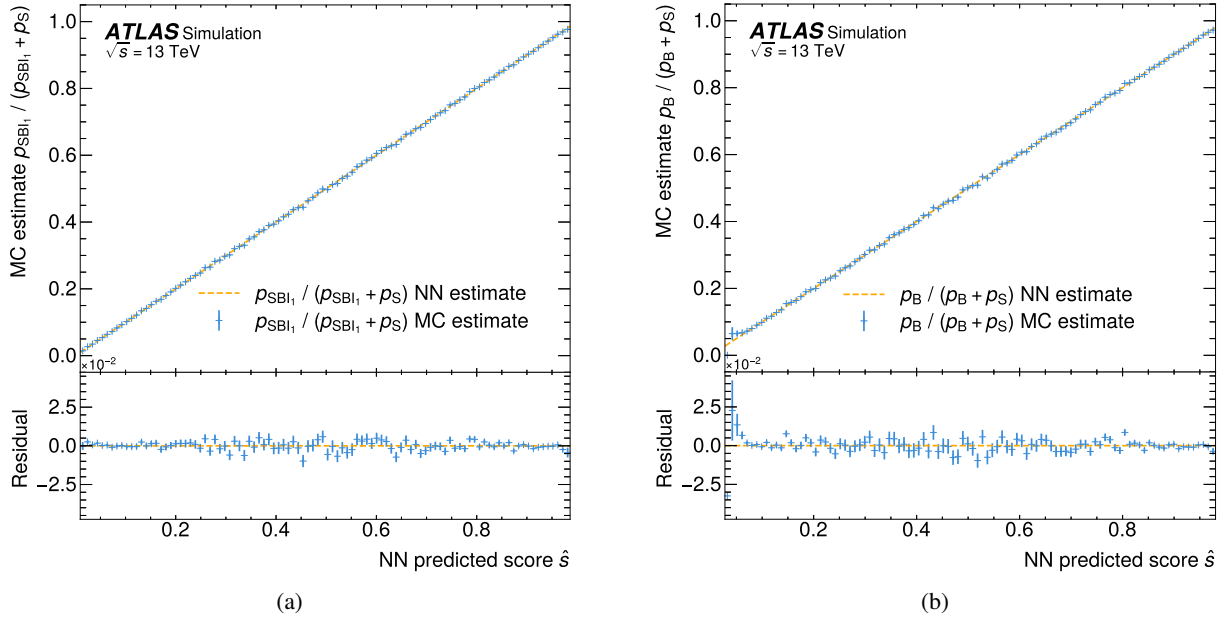 ATLAS Simulation
√s = 13 TeV
MC estimate p_SBI₁ / (p_SBI₁ + p_S)
1.0
0.8
0.6
0.4
0.2
0.0
p_SBI₁ / (p_SBI₁ + p_S) NN estimate
p_SBI₁ / (p_SBI₁ + p_S) MC estimate
×10⁻²
Residual
2.5
0.0
−2.5
0.2 0.4 0.6 0.8
NN predicted score ŝ
(a)
ATLAS Simulation
√s = 13 TeV
MC estimate p_B / (p_B + p_S)
1.0
0.8
0.6
0.4
0.2
0.0
p_B / (p_B + p_S) NN estimate
p_B / (p_B + p_S) MC estimate
×10⁻²
Residual
2.5
0.0
−2.5
0.2 0.4 0.6 0.8
NN predicted score ŝ
(b)